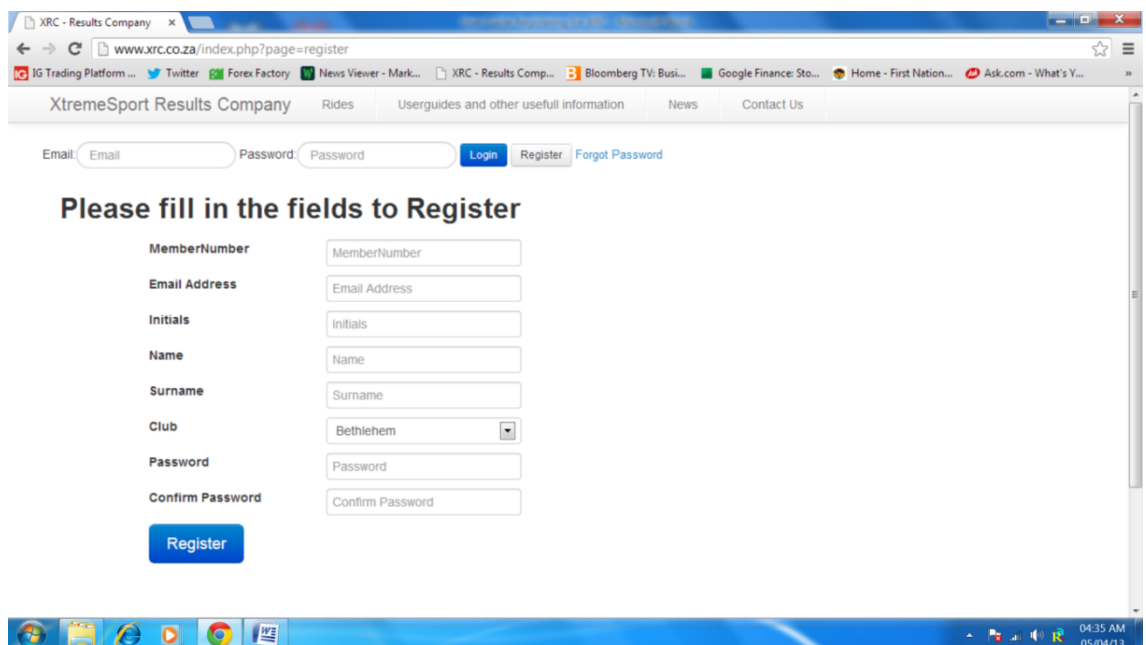 XRC - Results Company
www.xrc.co.za/index.php?page=register
IG IG Trading Platform ... Twitter Forex Factory News Viewer - Mark... XRC - Results Comp... Bloomberg TV: Busi... Google Finance: Sto... Home - First Nation... Ask.com - What's Y... »
XtremeSport Results Company Rides Userguides and other usefull information News Contact Us
Email: Email Password: Password Login Register Forgot Password
Please fill in the fields to Register
MemberNumber MemberNumber
Email Address Email Address
Initials Initials
Name Name
Surname Surname
Club Bethlehem
Password Password
Confirm Password Confirm Password
Register
04:35 AM
05/04/13